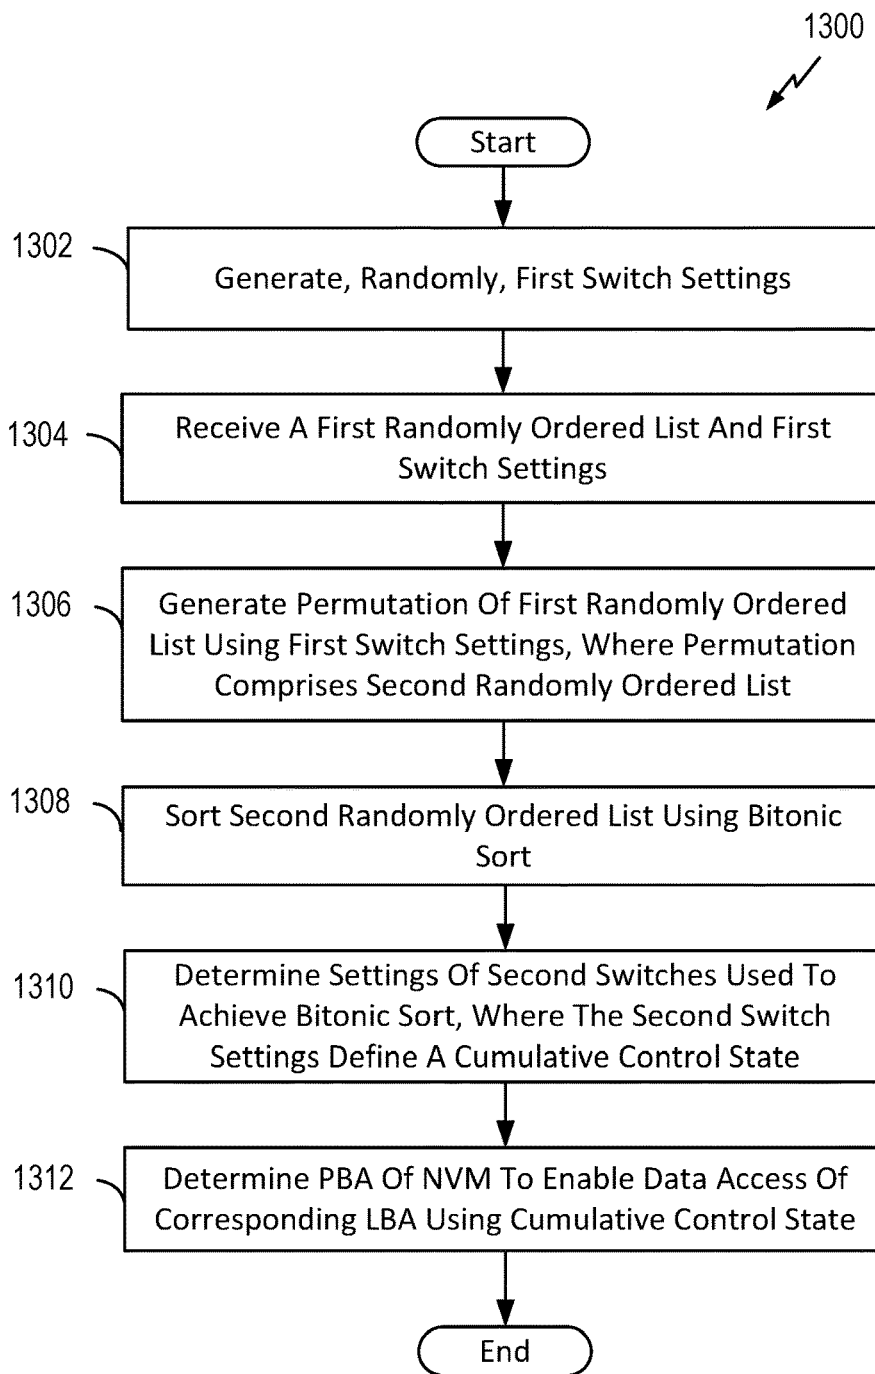 1300
Start
1302
Generate, Randomly, First Switch Settings
1304
Receive A First Randomly Ordered List And First
Switch Settings
1306
Generate Permutation Of First Randomly Ordered
List Using First Switch Settings, Where Permutation
Comprises Second Randomly Ordered List
1308
Sort Second Randomly Ordered List Using Bitonic
Sort
1310
Determine Settings Of Second Switches Used To
Achieve Bitonic Sort, Where The Second Switch
Settings Define A Cumulative Control State
1312
Determine PBA Of NVM To Enable Data Access Of
Corresponding LBA Using Cumulative Control State
End